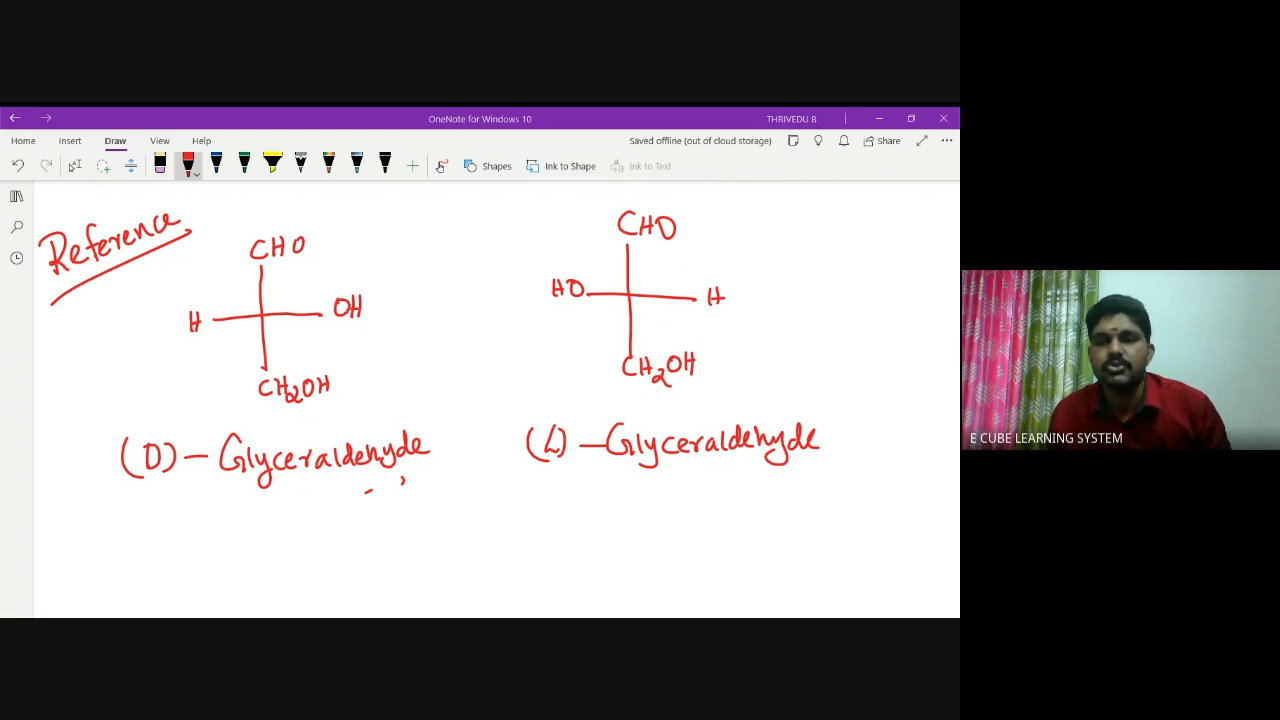 OneNote for Windows 10
THRIVEDU B
Home Insert Draw View Help
Saved offline (out of cloud storage)
Share
Shapes
Ink to Shape
Ink to Text
Reference
CHO
H
OH
CH2OH
(D) - Glyceraldehyde
CHO
HO
H
CH2OH
(L) - Glyceraldehyde
E CUBE LEARNING SYSTEM